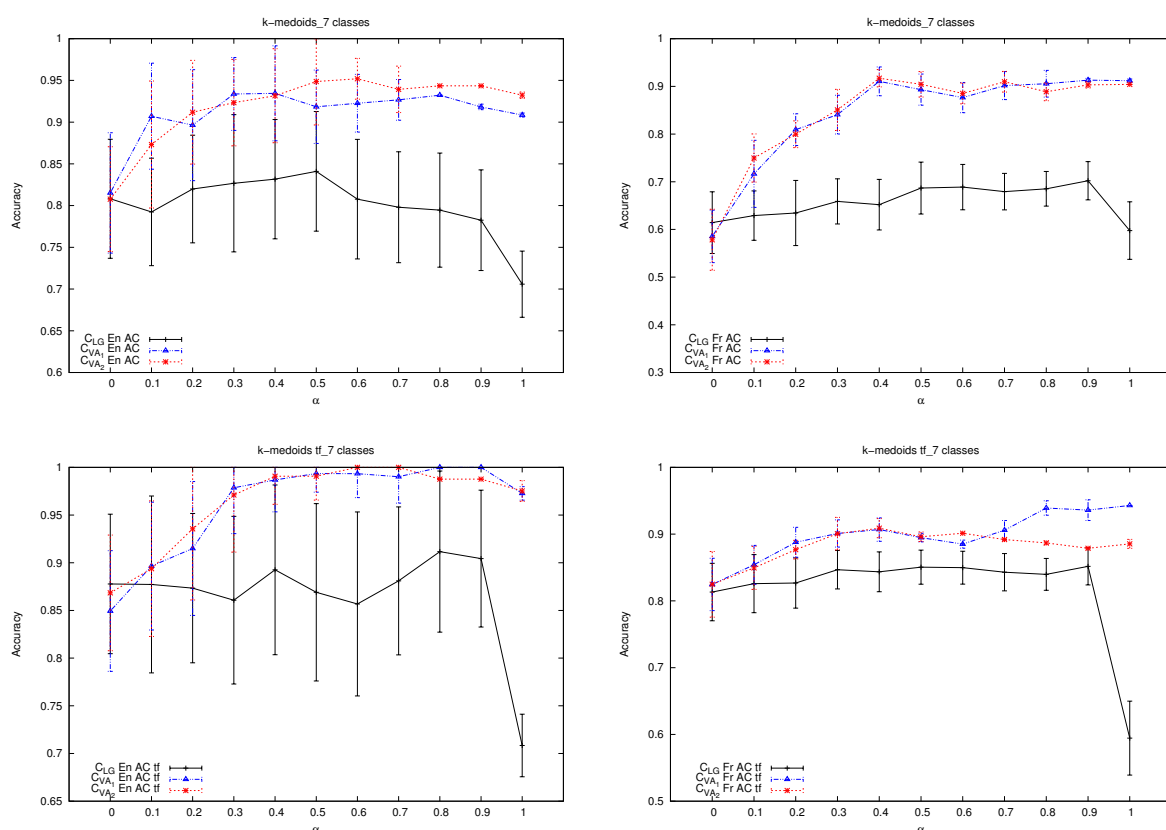 k-medoids_7 classes
1
0.95
0.9
0.85
0.8
0.75
0.7
0.65
0.6
Accuracy
C_LG En AC
C_VA1 En AC
C_VA2 En AC
0 0.1 0.2 0.3 0.4 0.5 0.6 0.7 0.8 0.9 1
α
k-medoids_7 classes
1
0.9
0.8
0.7
0.6
0.5
0.4
0.3
Accuracy
C_LG Fr AC
C_VA1 Fr AC
C_VA2 Fr AC
0 0.1 0.2 0.3 0.4 0.5 0.6 0.7 0.8 0.9 1
α
k-medoids tf_7 classes
1
0.95
0.9
0.85
0.8
0.75
0.7
0.65
Accuracy
C_LG En AC tf
C_VA1 En AC tf
C_VA2 En AC tf
0 0.1 0.2 0.3 0.4 0.5 0.6 0.7 0.8 0.9 1
α
k-medoids tf_7 classes
1
0.9
0.8
0.7
0.6
0.5
Accuracy
C_LG Fr AC tf
C_VA1 Fr AC tf
C_VA2 Fr AC tf
0 0.1 0.2 0.3 0.4 0.5 0.6 0.7 0.8 0.9 1
α